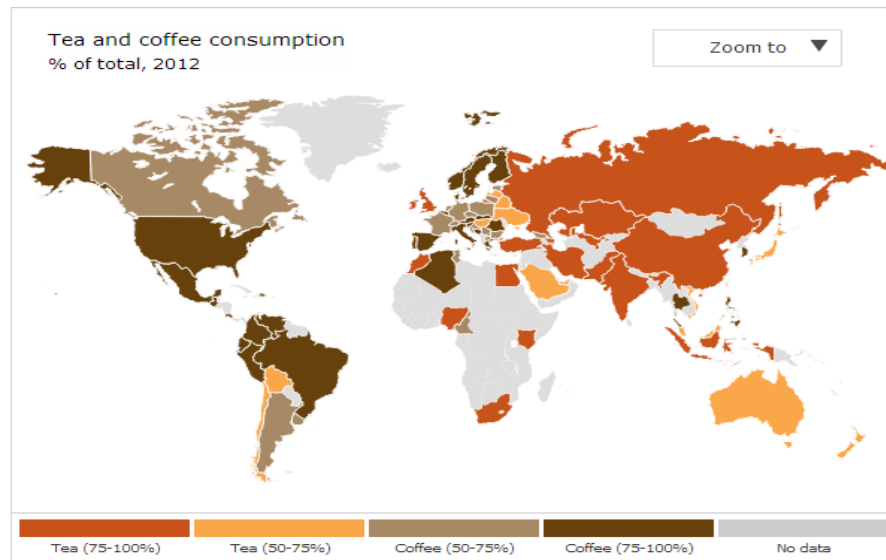 Tea and coffee consumption
% of total, 2012
Zoom to
Tea (75-100%)
Tea (50-75%)
Coffee (50-75%)
Coffee (75-100%)
No data